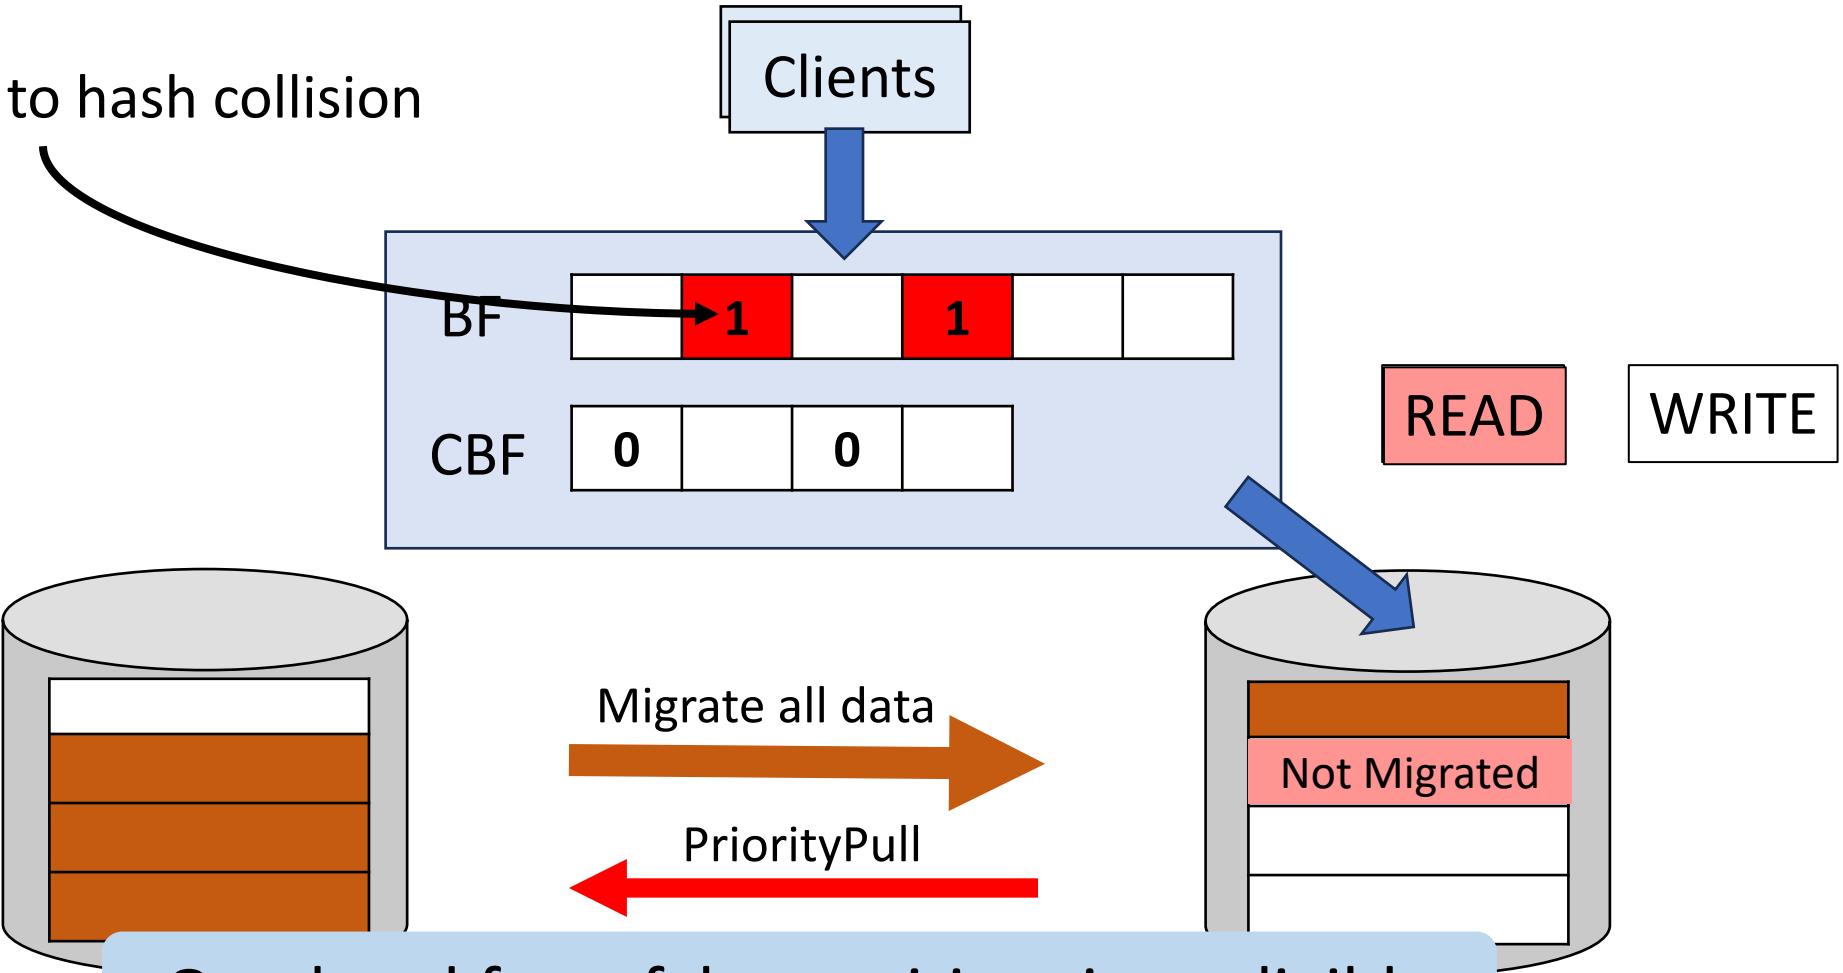 Clients
to hash collision
BF 1 1
CBF 0 0
READ WRITE
Migrate all data
Not Migrated
PriorityPull